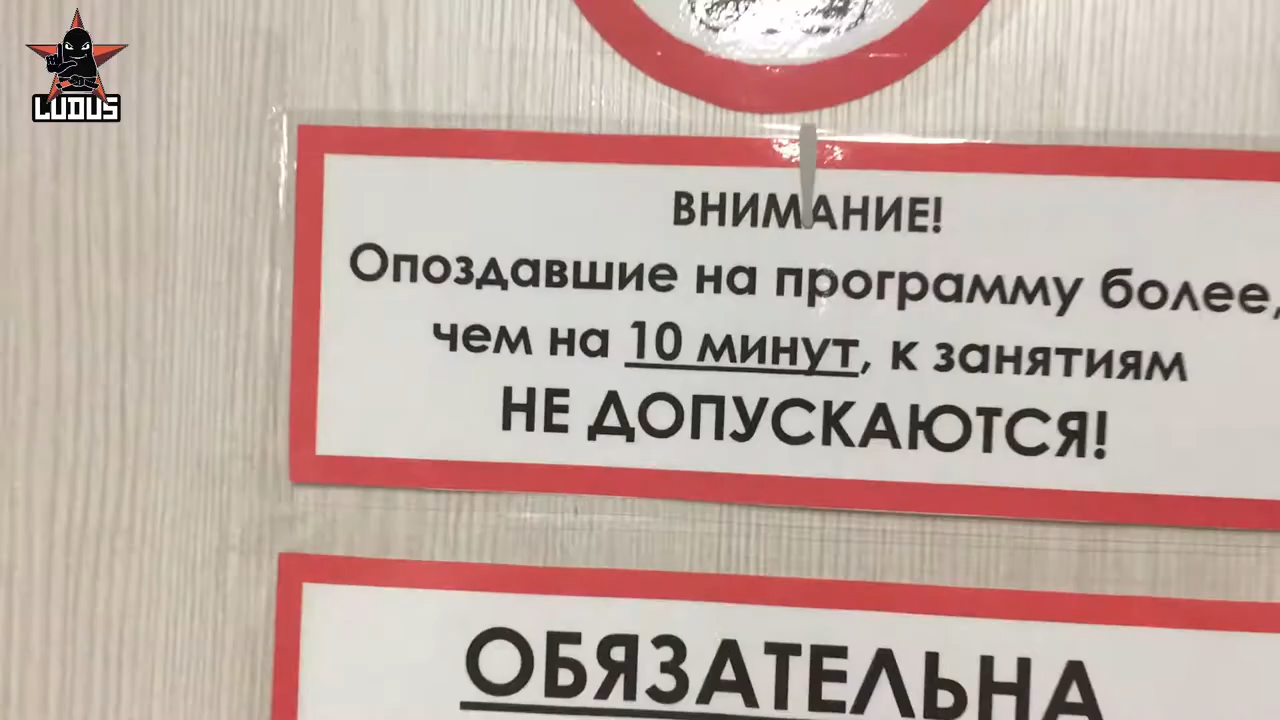 LUDUS
ВНИМАНИЕ!
Опоздавшие на программу более,
чем на 10 минут, к занятиям
НЕ ДОПУСКАЮТСЯ!
ОБЯЗАТЕЛЬНА